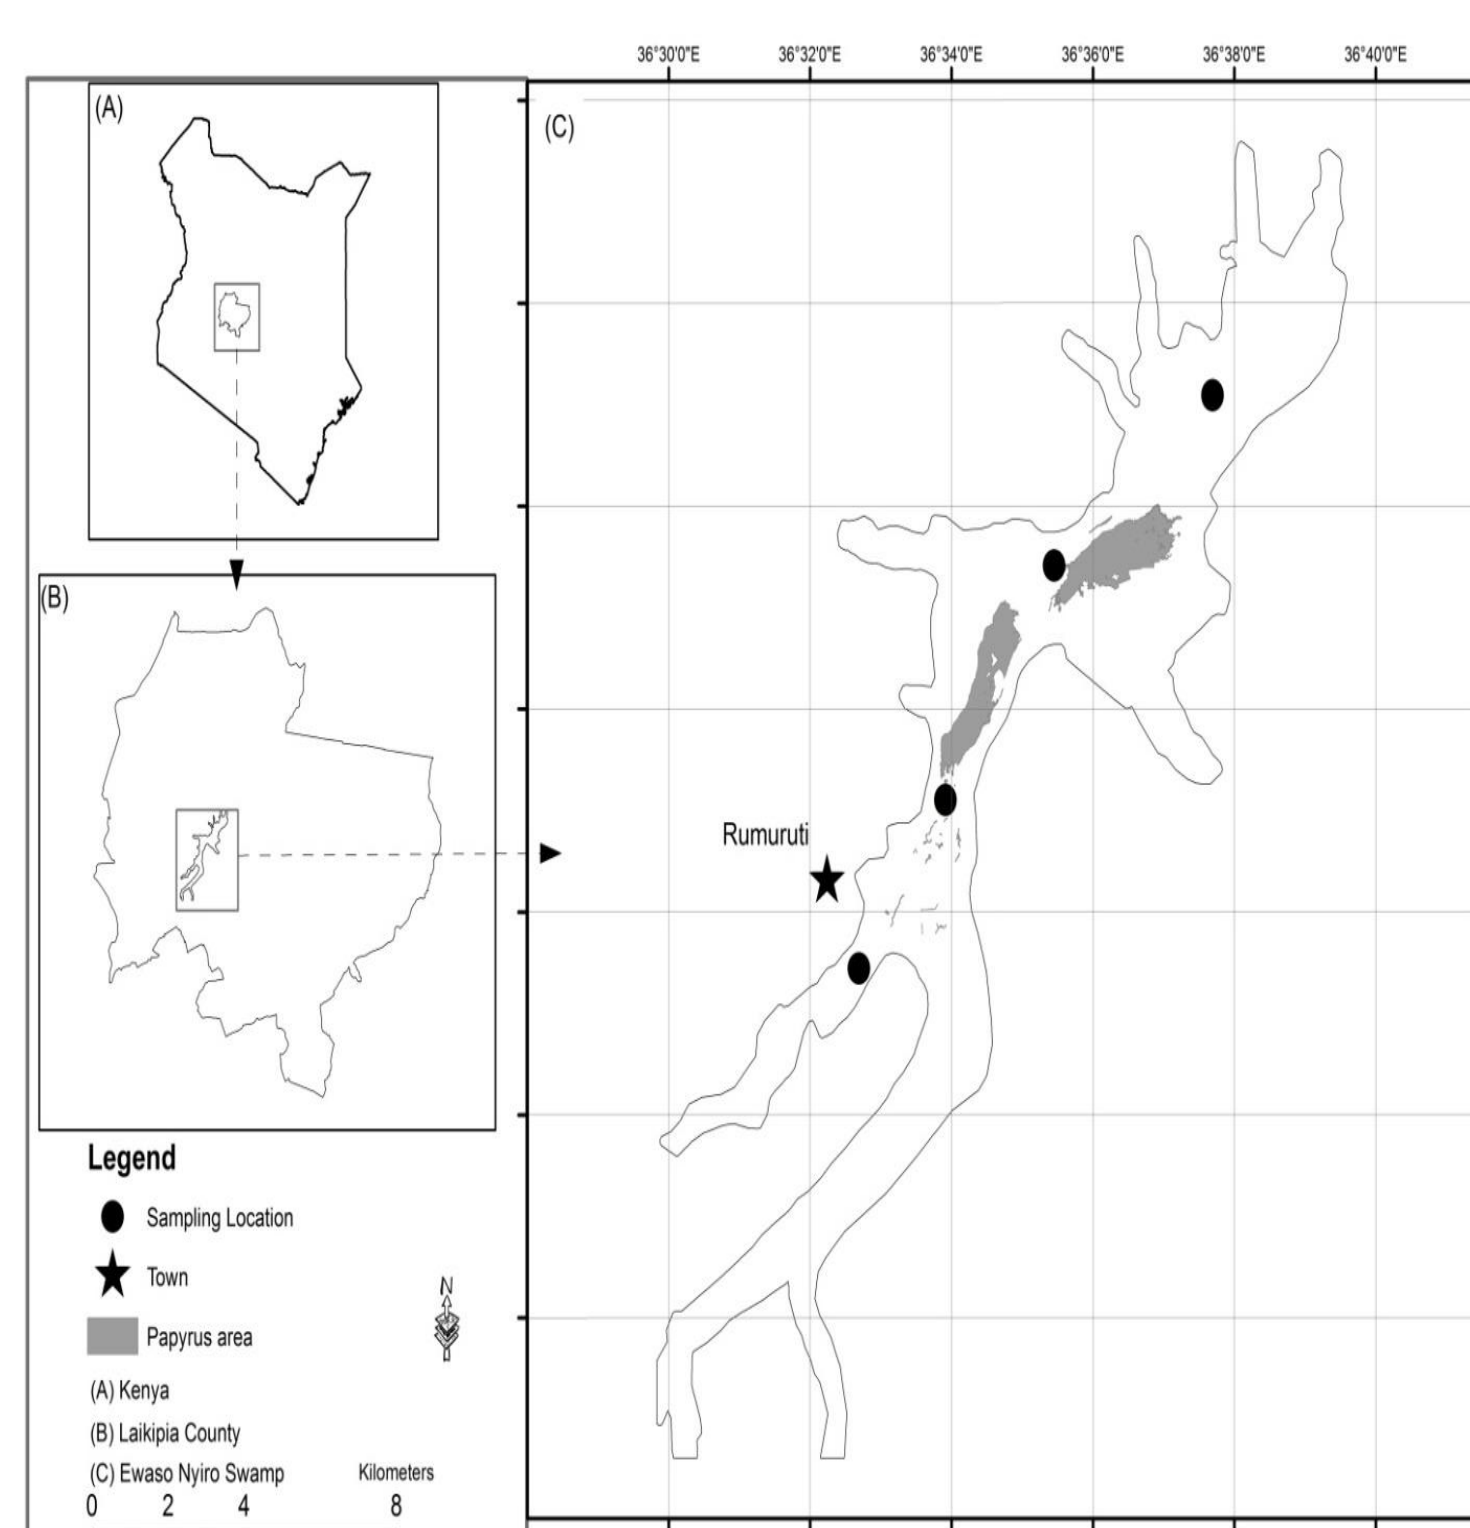 36°30'0"E 36°32'0"E 36°34'0"E 36°36'0"E 36°38'0"E 36°40'0"E
(A)
(C)
(B)
Rumuruti
Legend
Sampling Location
Town
N
Papyrus area
(A) Kenya
(B) Laikipia County
(C) Ewaso Nyiro Swamp Kilometers
0 2 4 8